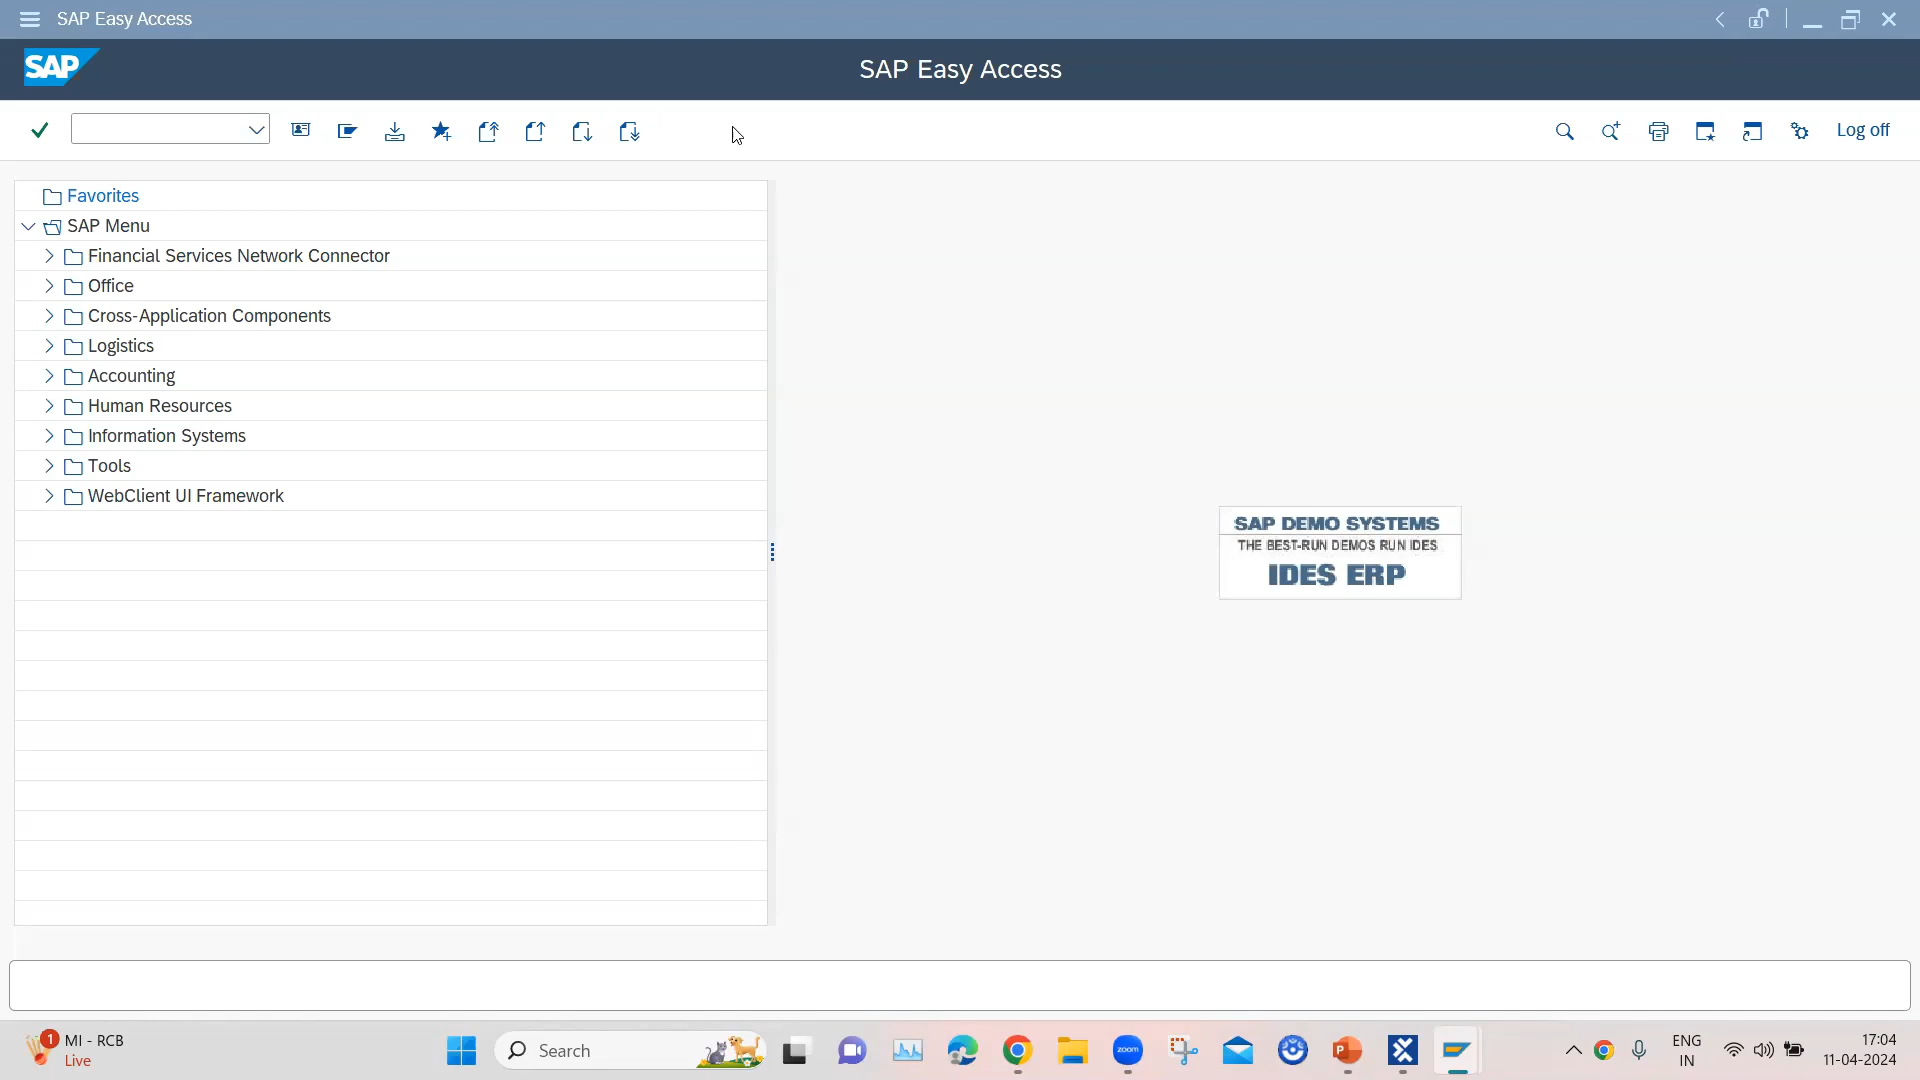 SAP Easy Access
SAP
SAP Easy Access
Log off
Favorites
SAP Menu
Financial Services Network Connector
Office
Cross-Application Components
Logistics
Accounting
Human Resources
Information Systems
Tools
WebClient UI Framework
SAP DEMO SYSTEMS
THE BEST-RUN DEMOS RUN IDES
IDES ERP
1
MI - RCB
Live
Search
zoom
ENG
IN
17:04
11-04-2024